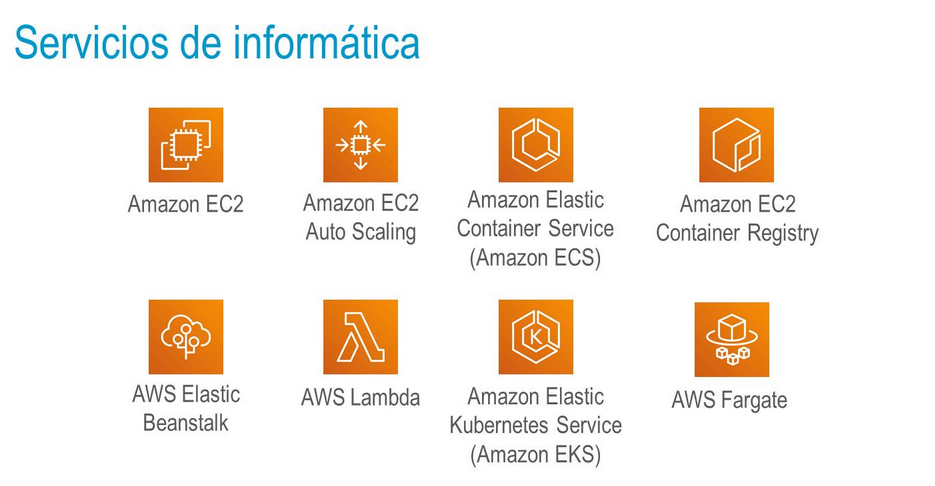 Servicios de informática
Amazon EC2
Amazon EC2
Auto Scaling
Amazon Elastic
Container Service
(Amazon ECS)
Amazon EC2
Container Registry
AWS Elastic
Beanstalk
AWS Lambda
K
Amazon Elastic
Kubernetes Service
(Amazon EKS)
AWS Fargate